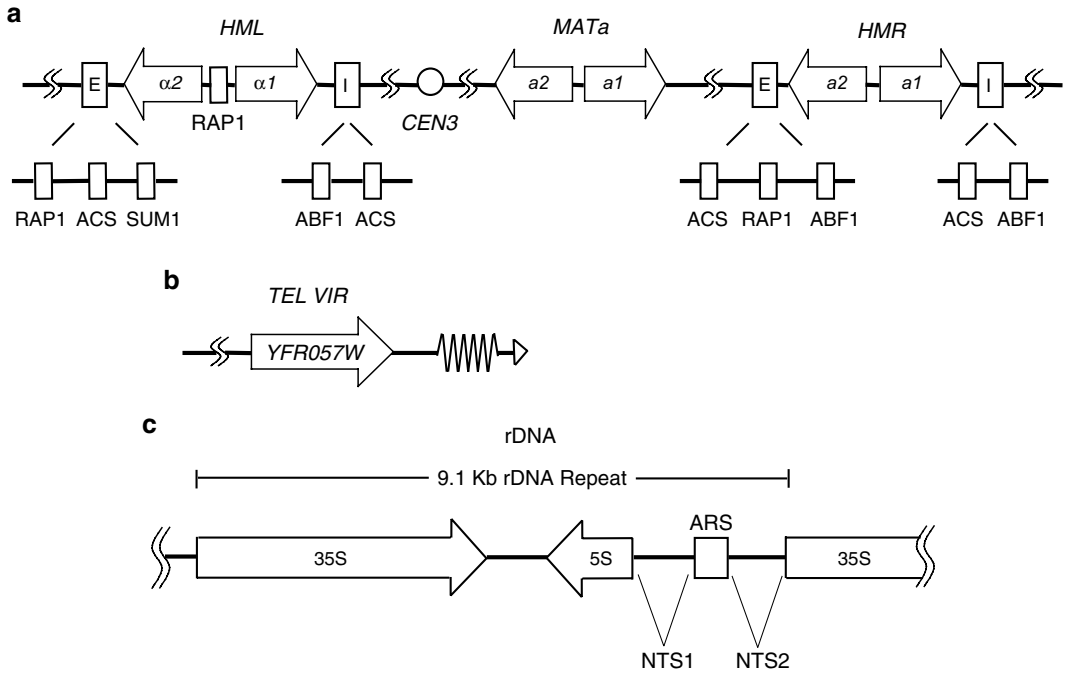 a
HML MATa HMR
E α2 α1 I a2 a1 E a2 a1 I
RAP1 CEN3
RAP1 ACS SUM1 ABF1 ACS ACS RAP1 ABF1 ACS ABF1
b
TEL VIR
YFR057W
c
rDNA
9.1 Kb rDNA Repeat
ARS
35S 5S 35S
NTS1 NTS2